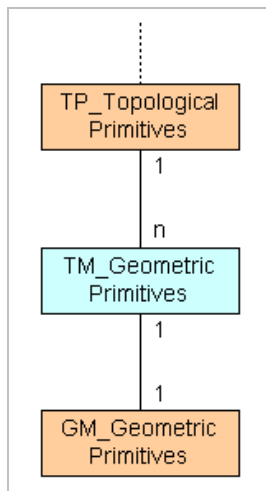 TP_Topological
Primitives
1
n
TM_Geometric
Primitives
1
1
GM_Geometric
Primitives